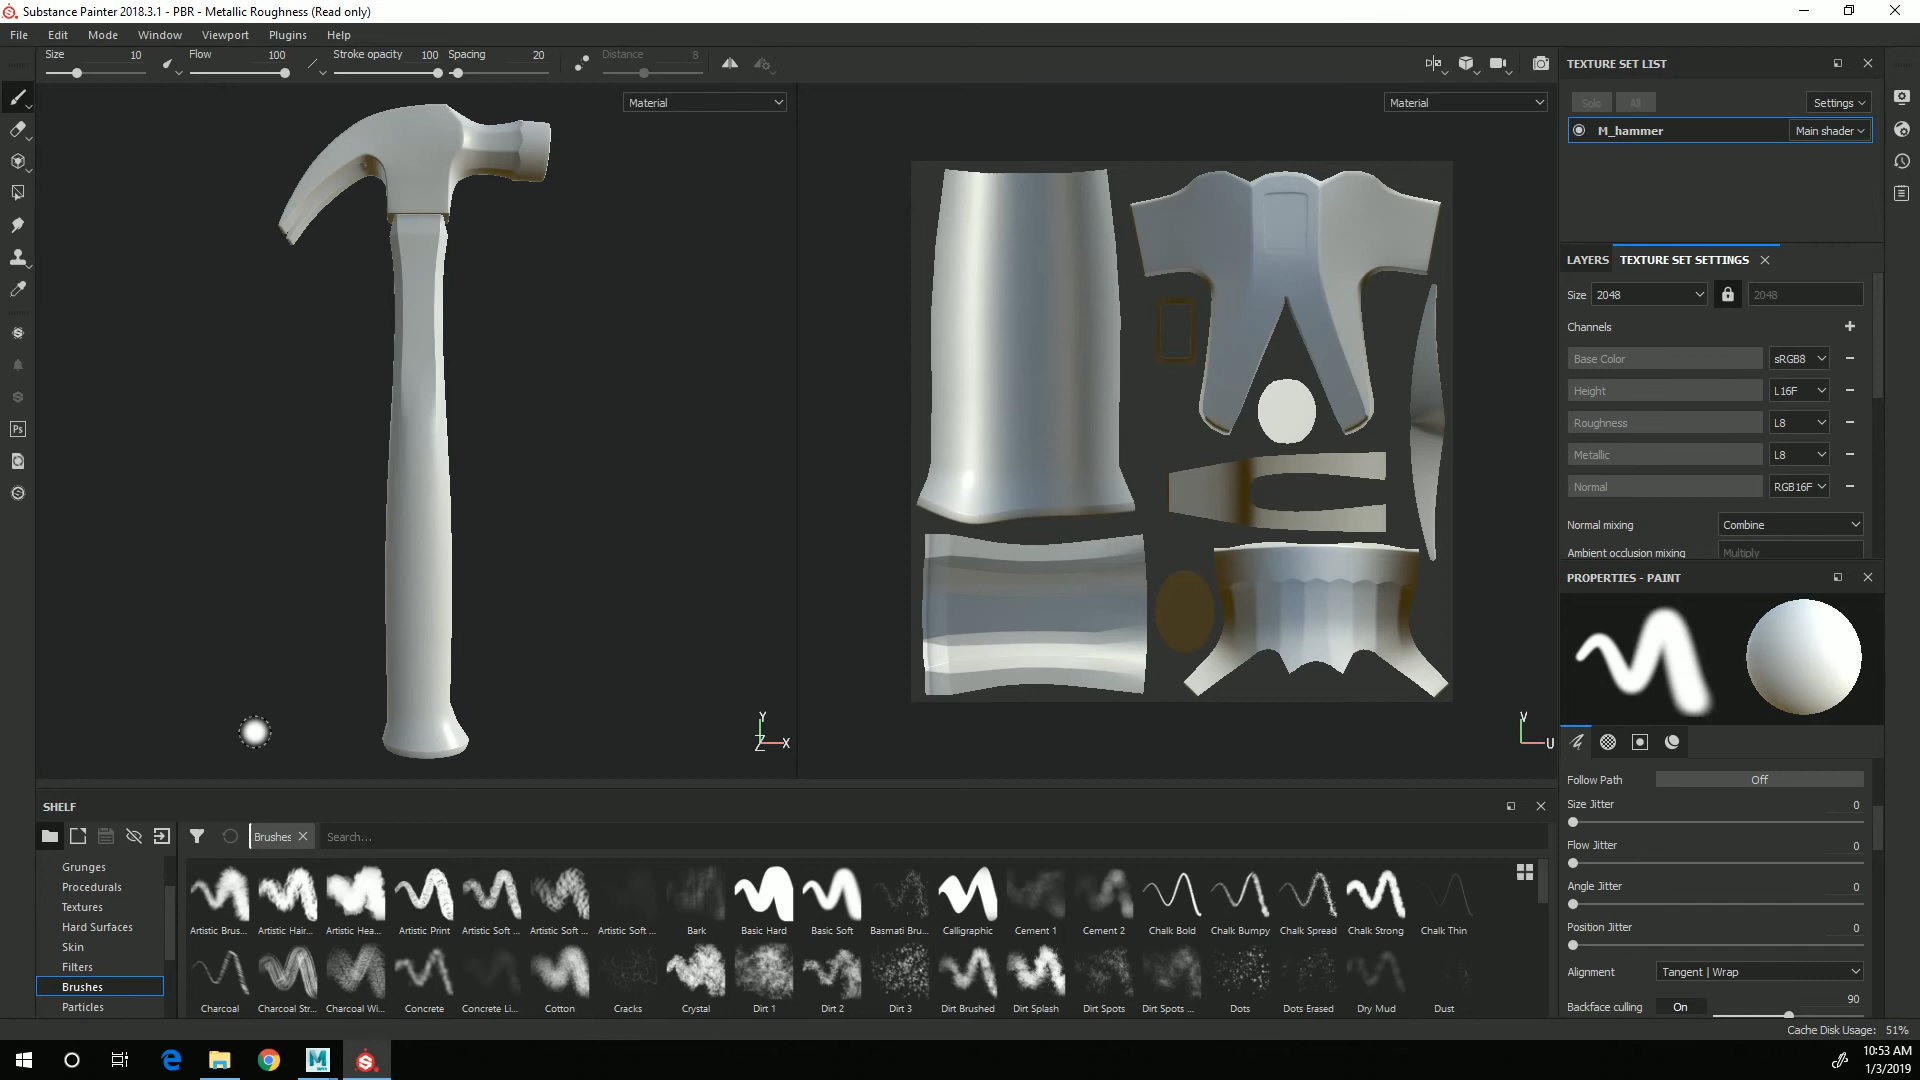 Substance Painter 2018.3.1 - PBR - Metallic Roughness (Read only)
File Edit Mode Window Viewport Plugins Help
Size 10 Flow 100 Stroke opacity 100 Spacing 20 Distance 8
Material
Material
Y
Z X
V
U
TEXTURE SET LIST
Solo All Settings
M_hammer Main shader
LAYERS TEXTURE SET SETTINGS
Size 2048 2048
Channels
Base Color sRGB8
Height L16F
Roughness L8
Metallic L8
Normal RGB16F
Normal mixing Combine
Ambient occlusion mixing Multiply
PROPERTIES - PAINT
Follow Path Off
Size Jitter 0
Flow Jitter 0
Angle Jitter 0
Position Jitter 0
Alignment Tangent | Wrap
Backface culling On 90
Ps
SHELF
Brushes Search...
Grunges
Procedurals
Textures
Hard Surfaces
Skin
Filters
Brushes
Particles
Artistic Brus... Artistic Hair... Artistic Hea... Artistic Print Artistic Soft ... Artistic Soft ... Artistic Soft ... Bark Basic Hard Basic Soft Basmati Bru... Calligraphic Cement 1 Cement 2 Chalk Bold Chalk Bumpy Chalk Spread Chalk Strong Chalk Thin
Charcoal Charcoal Str... Charcoal Wi... Concrete Concrete Li... Cotton Cracks Crystal Dirt 1 Dirt 2 Dirt 3 Dirt Brushed Dirt Splash Dirt Spots Dirt Spots ... Dots Dots Erased Dry Mud Dust
Cache Disk Usage: 51%
10:53 AM
1/3/2019